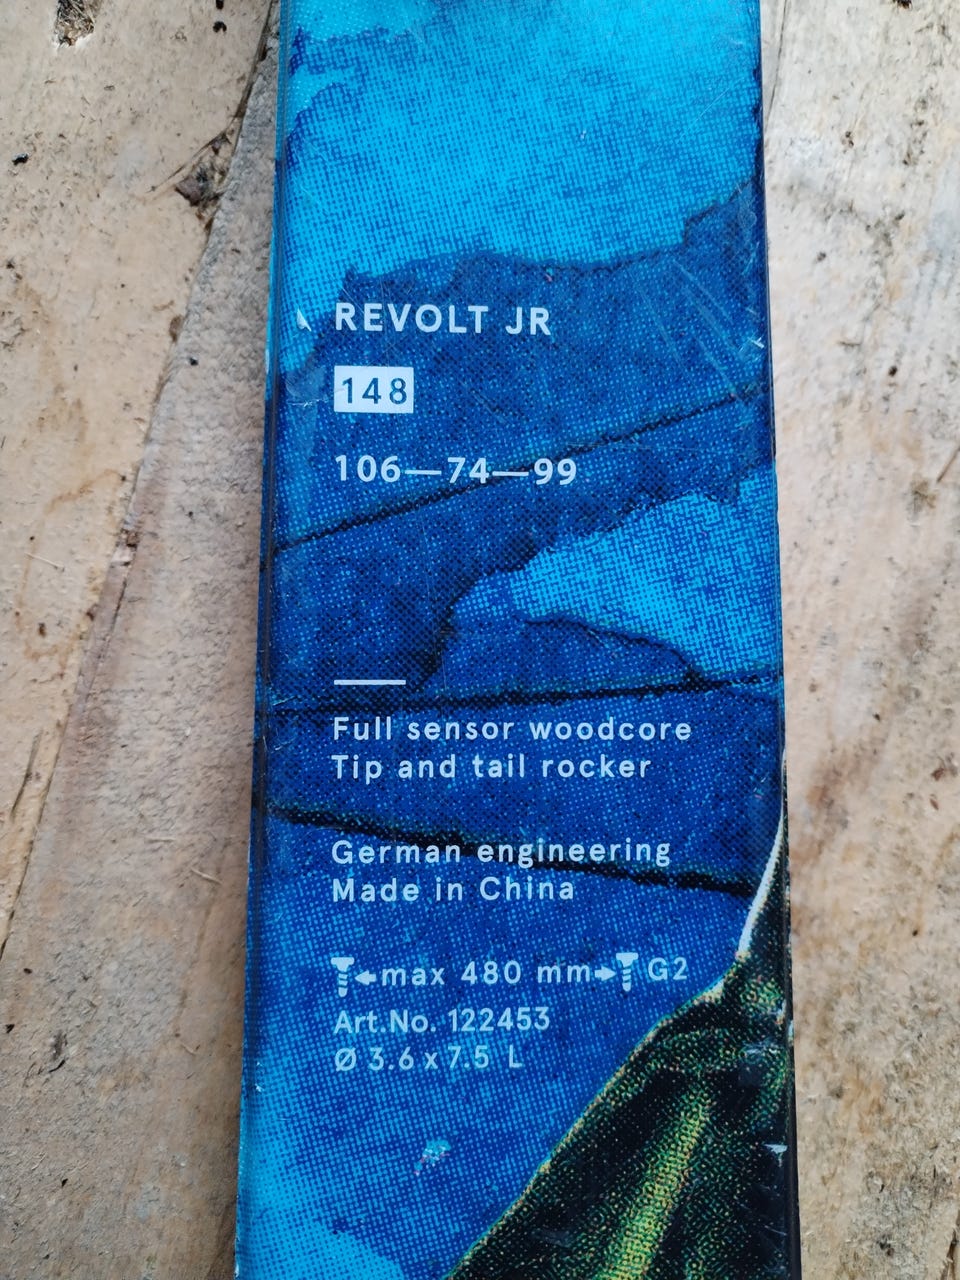 REVOLT JR
148
106—74—99
Full sensor woodcore
Tip and tail rocker
German engineering
Made in China
max 480 mm G2
Art.No. 122453
Ø 3.6 x 7.5 L